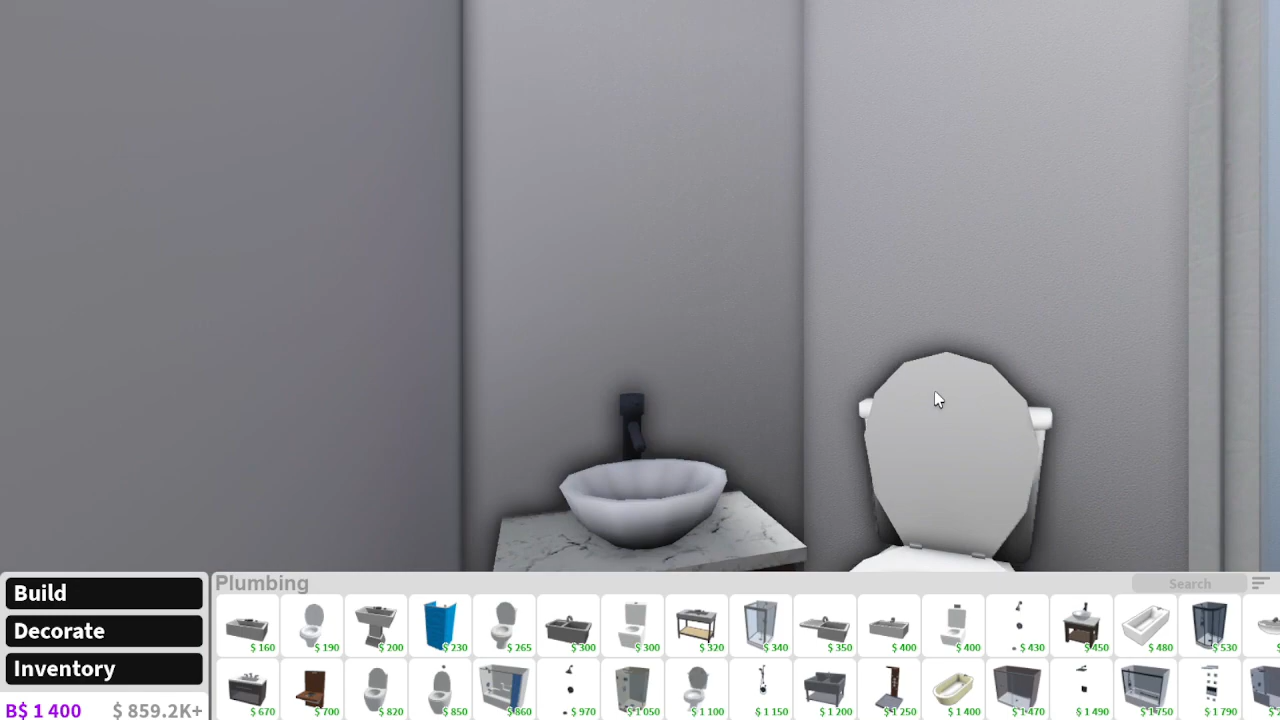 Plumbing
Search
Build
Decorate
Inventory
B$ 1 400 $ 859.2K+
$ 160 $ 190 $ 200 $ 230 $ 265 $ 300 $ 300 $ 320 $ 340 $ 350 $ 400 $ 400 $ 430 $ 450 $ 480 $ 530
$ 670 $ 700 $ 820 $ 850 $ 860 $ 970 $ 1 050 $ 1 100 $ 1 150 $ 1 200 $ 1 250 $ 1 400 $ 1 470 $ 1 490 $ 1 750 $ 1 790